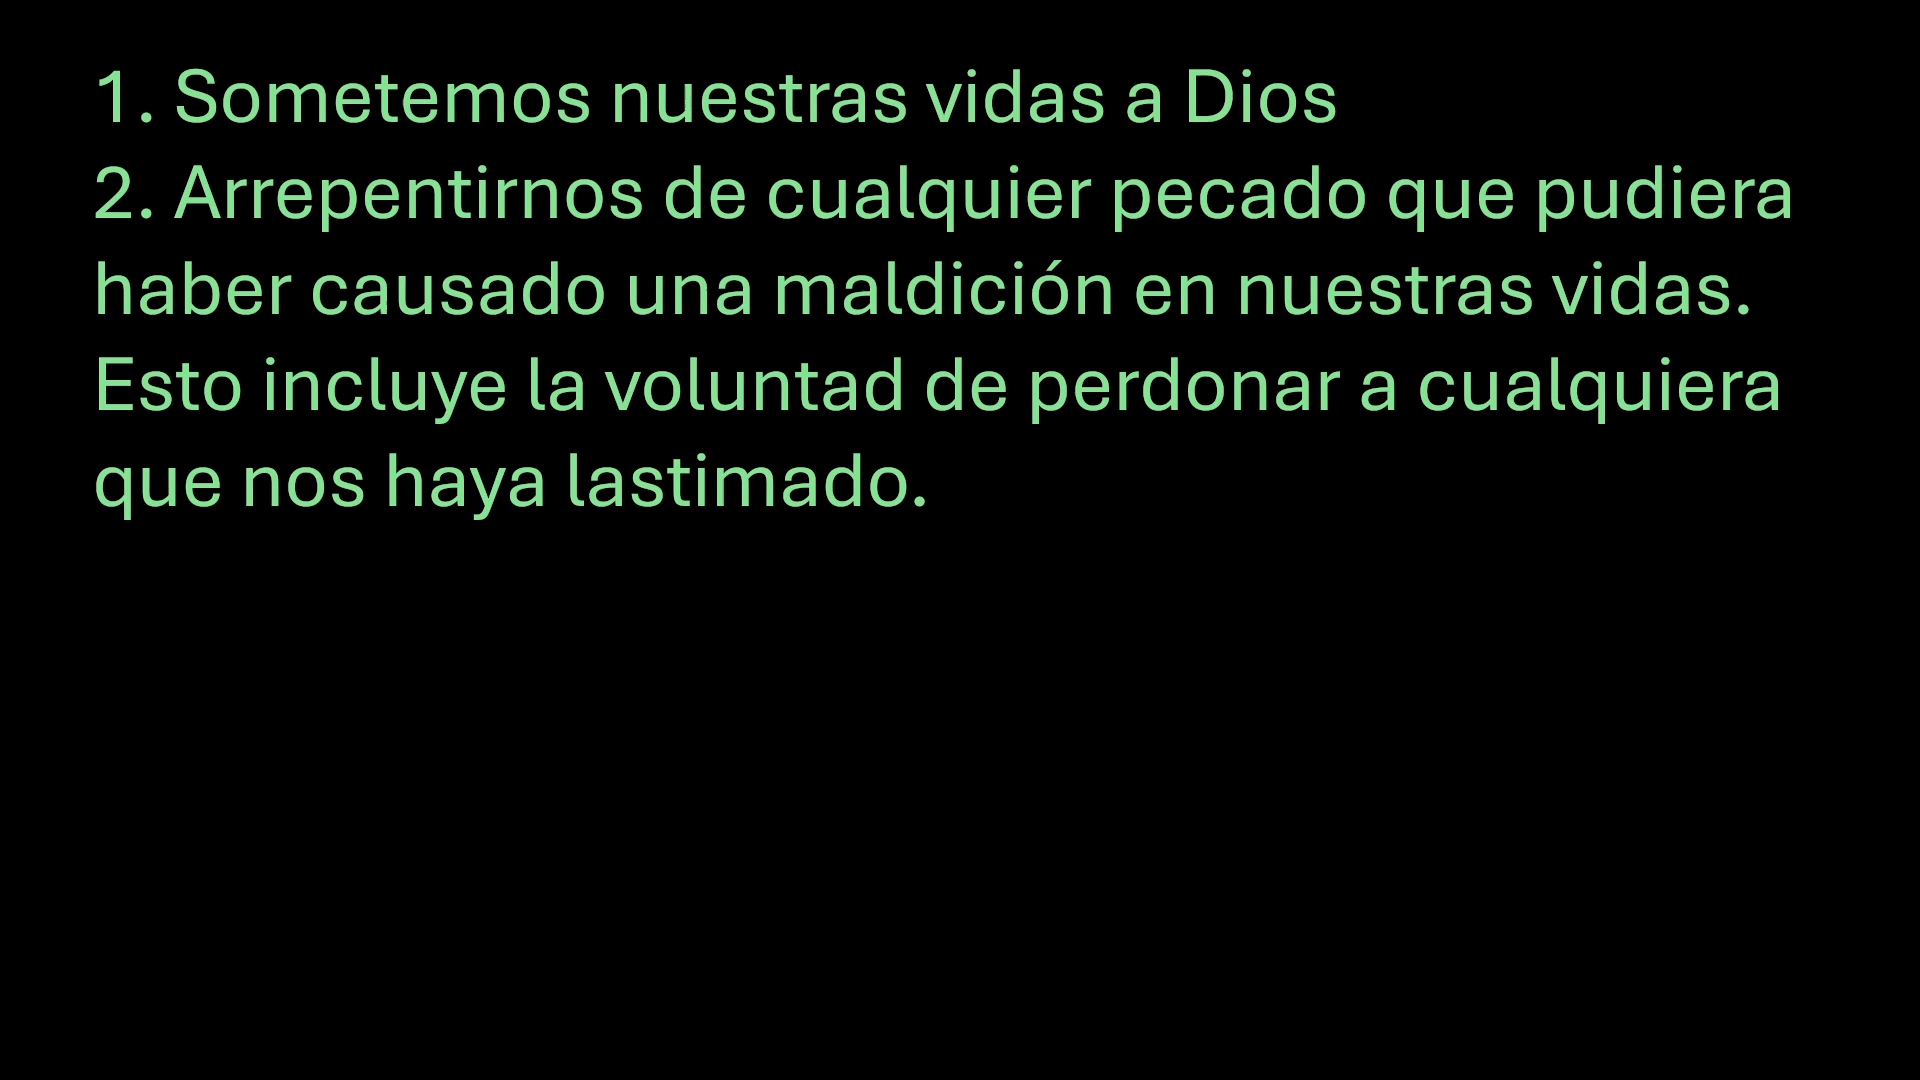 1. Sometemos nuestras vidas a Dios
2. Arrepentirnos de cualquier pecado que pudiera
haber causado una maldición en nuestras vidas.
Esto incluye la voluntad de perdonar a cualquiera
que nos haya lastimado.